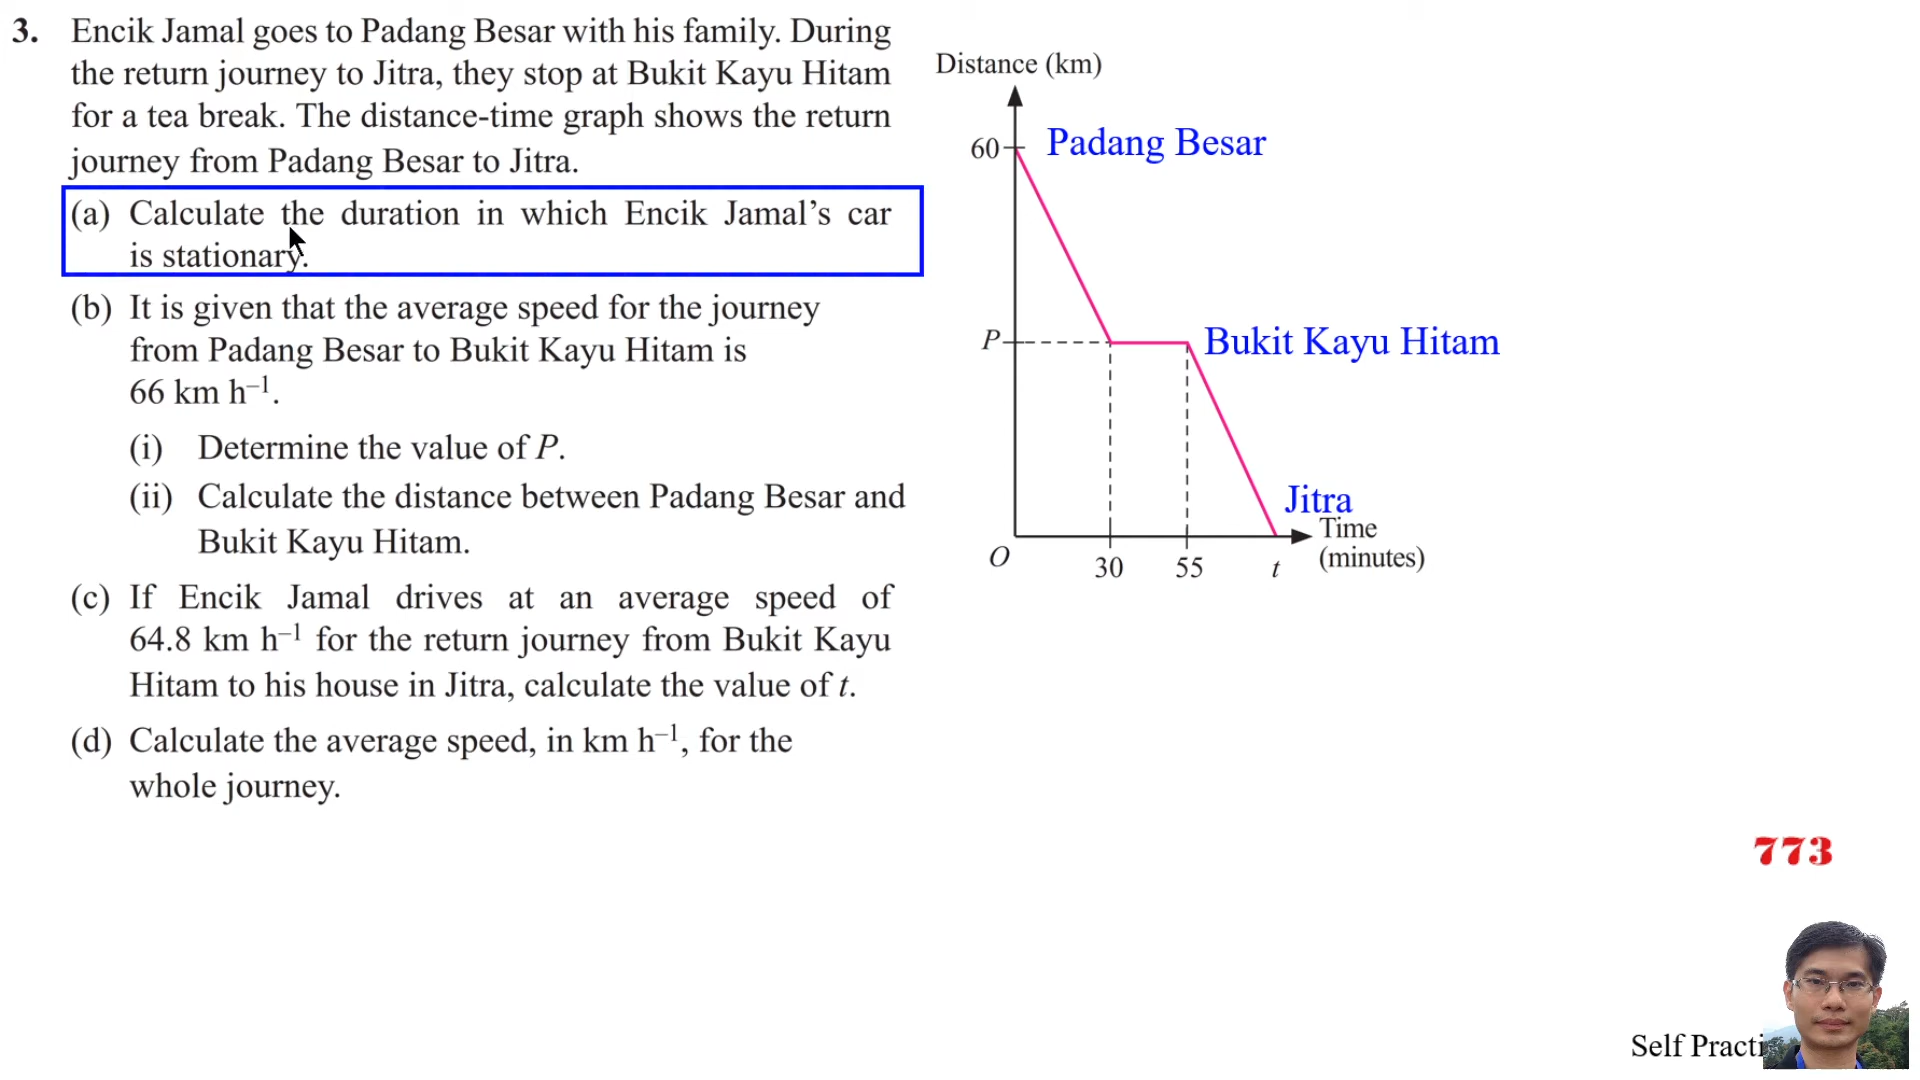 3. Encik Jamal goes to Padang Besar with his family. During
the return journey to Jitra, they stop at Bukit Kayu Hitam
for a tea break. The distance-time graph shows the return
journey from Padang Besar to Jitra.
(a) Calculate the duration in which Encik Jamal’s car
is stationary.
(b) It is given that the average speed for the journey
from Padang Besar to Bukit Kayu Hitam is
66 km h⁻¹.
(i) Determine the value of P.
(ii) Calculate the distance between Padang Besar and
Bukit Kayu Hitam.
(c) If Encik Jamal drives at an average speed of
64.8 km h⁻¹ for the return journey from Bukit Kayu
Hitam to his house in Jitra, calculate the value of t.
(d) Calculate the average speed, in km h⁻¹, for the
whole journey.
Distance (km)
60 Padang Besar
P Bukit Kayu Hitam
Jitra
Time
(minutes)
O 30 55 t
773
Self Practi